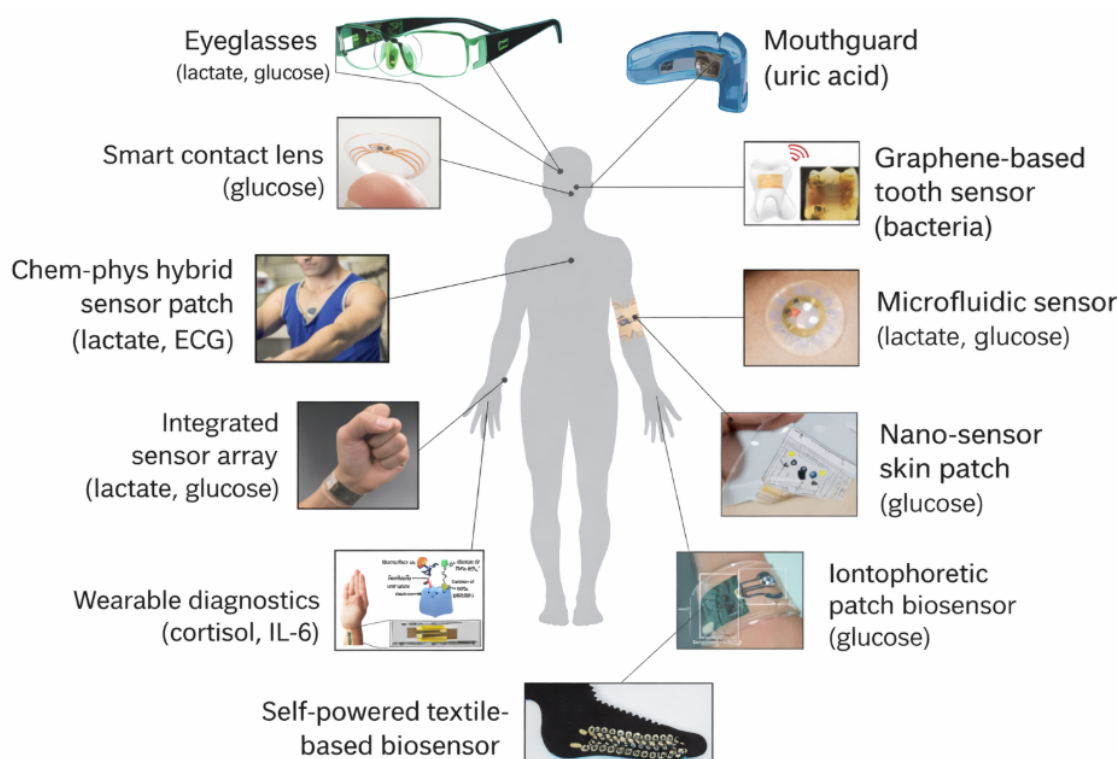 Eyeglasses
(lactate, glucose)
Mouthguard
(uric acid)
Smart contact lens
(glucose)
Graphene-based
tooth sensor
(bacteria)
Chem-phys hybrid
sensor patch
(lactate, ECG)
Microfluidic sensor
(lactate, glucose)
Integrated
sensor array
(lactate, glucose)
Nano-sensor
skin patch
(glucose)
Wearable diagnostics
(cortisol, IL-6)
Iontophoretic
patch biosensor
(glucose)
Self-powered textile-
based biosensor